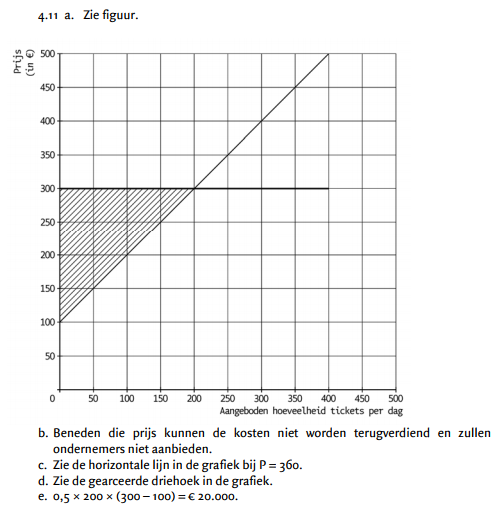 4.11 a. Zie figuur.
Prijs
(in €)
500
450
400
350
300
250
200
150
100
50
0 50 100 150 200 250 300 350 400 450 500
Aangeboden hoeveelheid tickets per dag
b. Beneden die prijs kunnen de kosten niet worden terugverdiend en zullen
ondernemers niet aanbieden.
c. Zie de horizontale lijn in de grafiek bij P = 360.
d. Zie de gearceerde driehoek in de grafiek.
e. 0,5 × 200 × (300 – 100) = € 20.000.